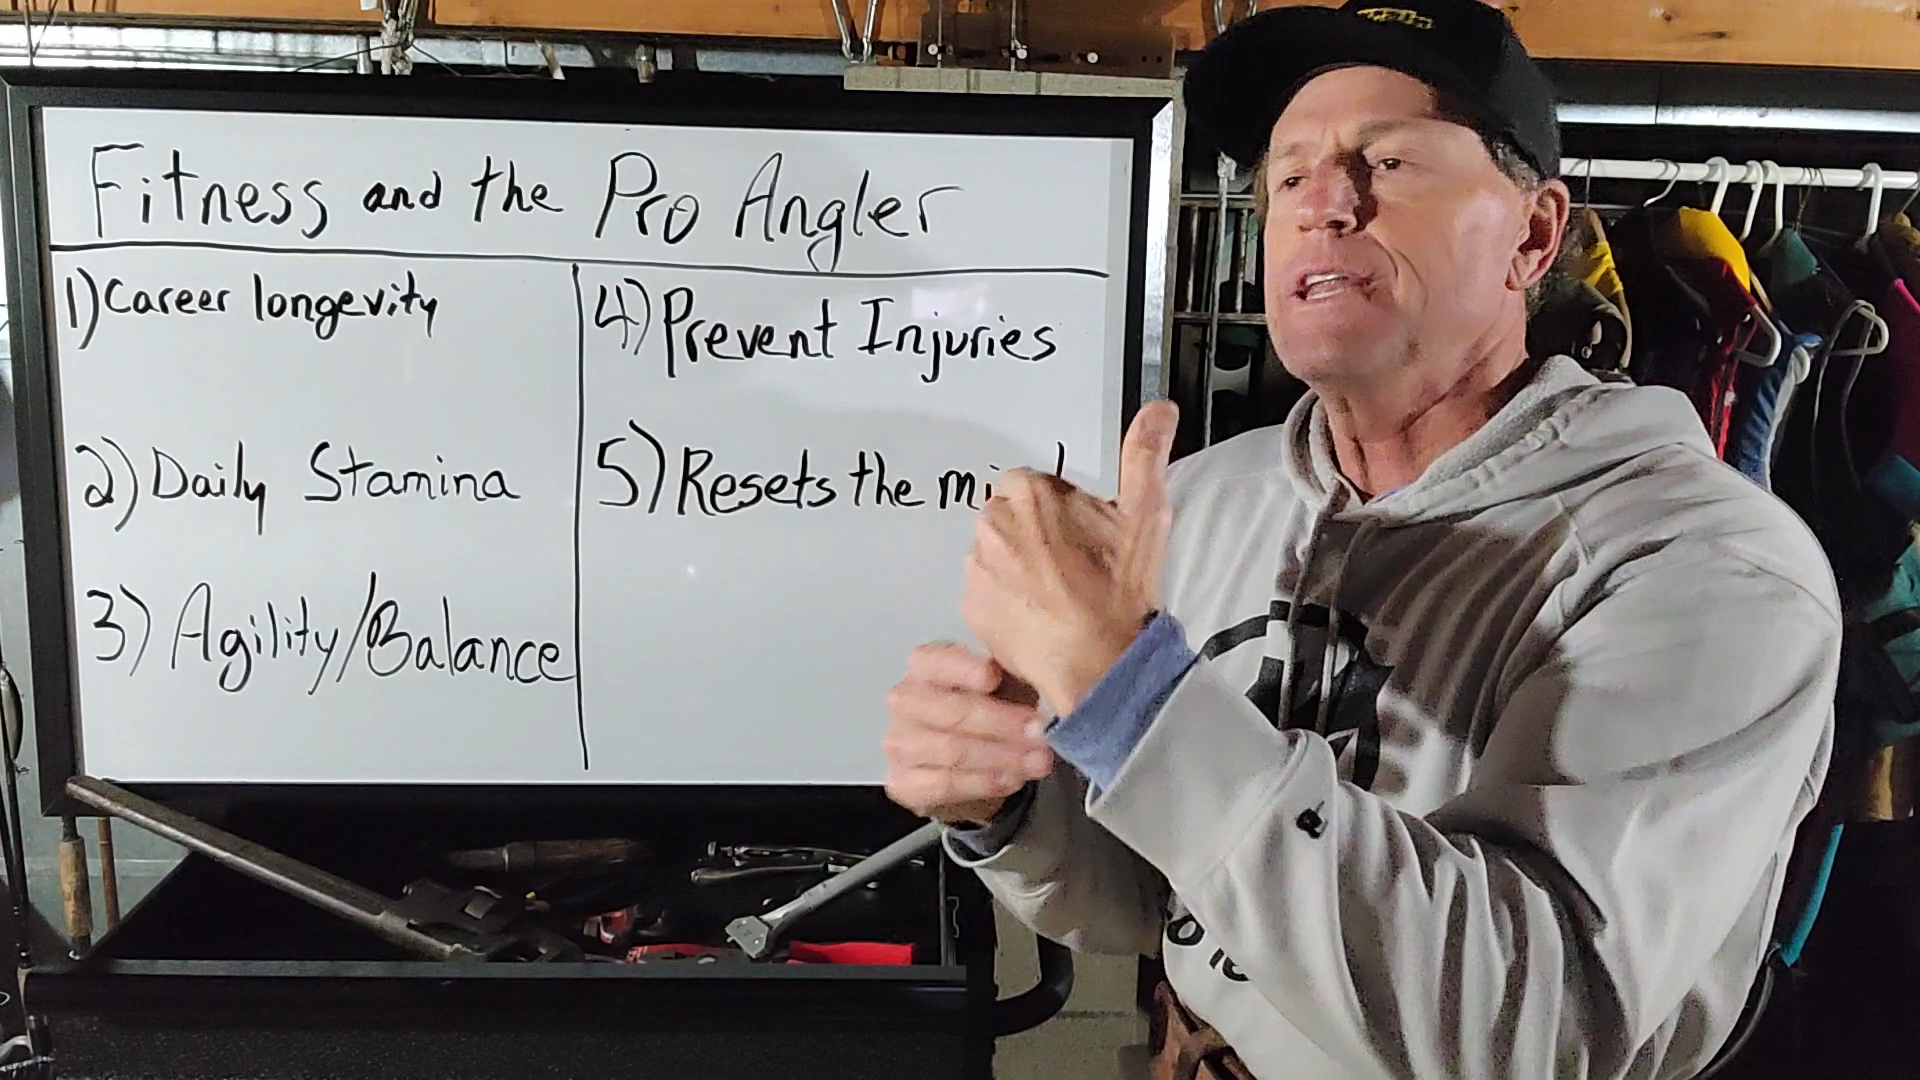 Fitness and the Pro Angler
1) Career longevity
2) Daily Stamina
3) Agility/Balance
4) Prevent Injuries
5) Resets the